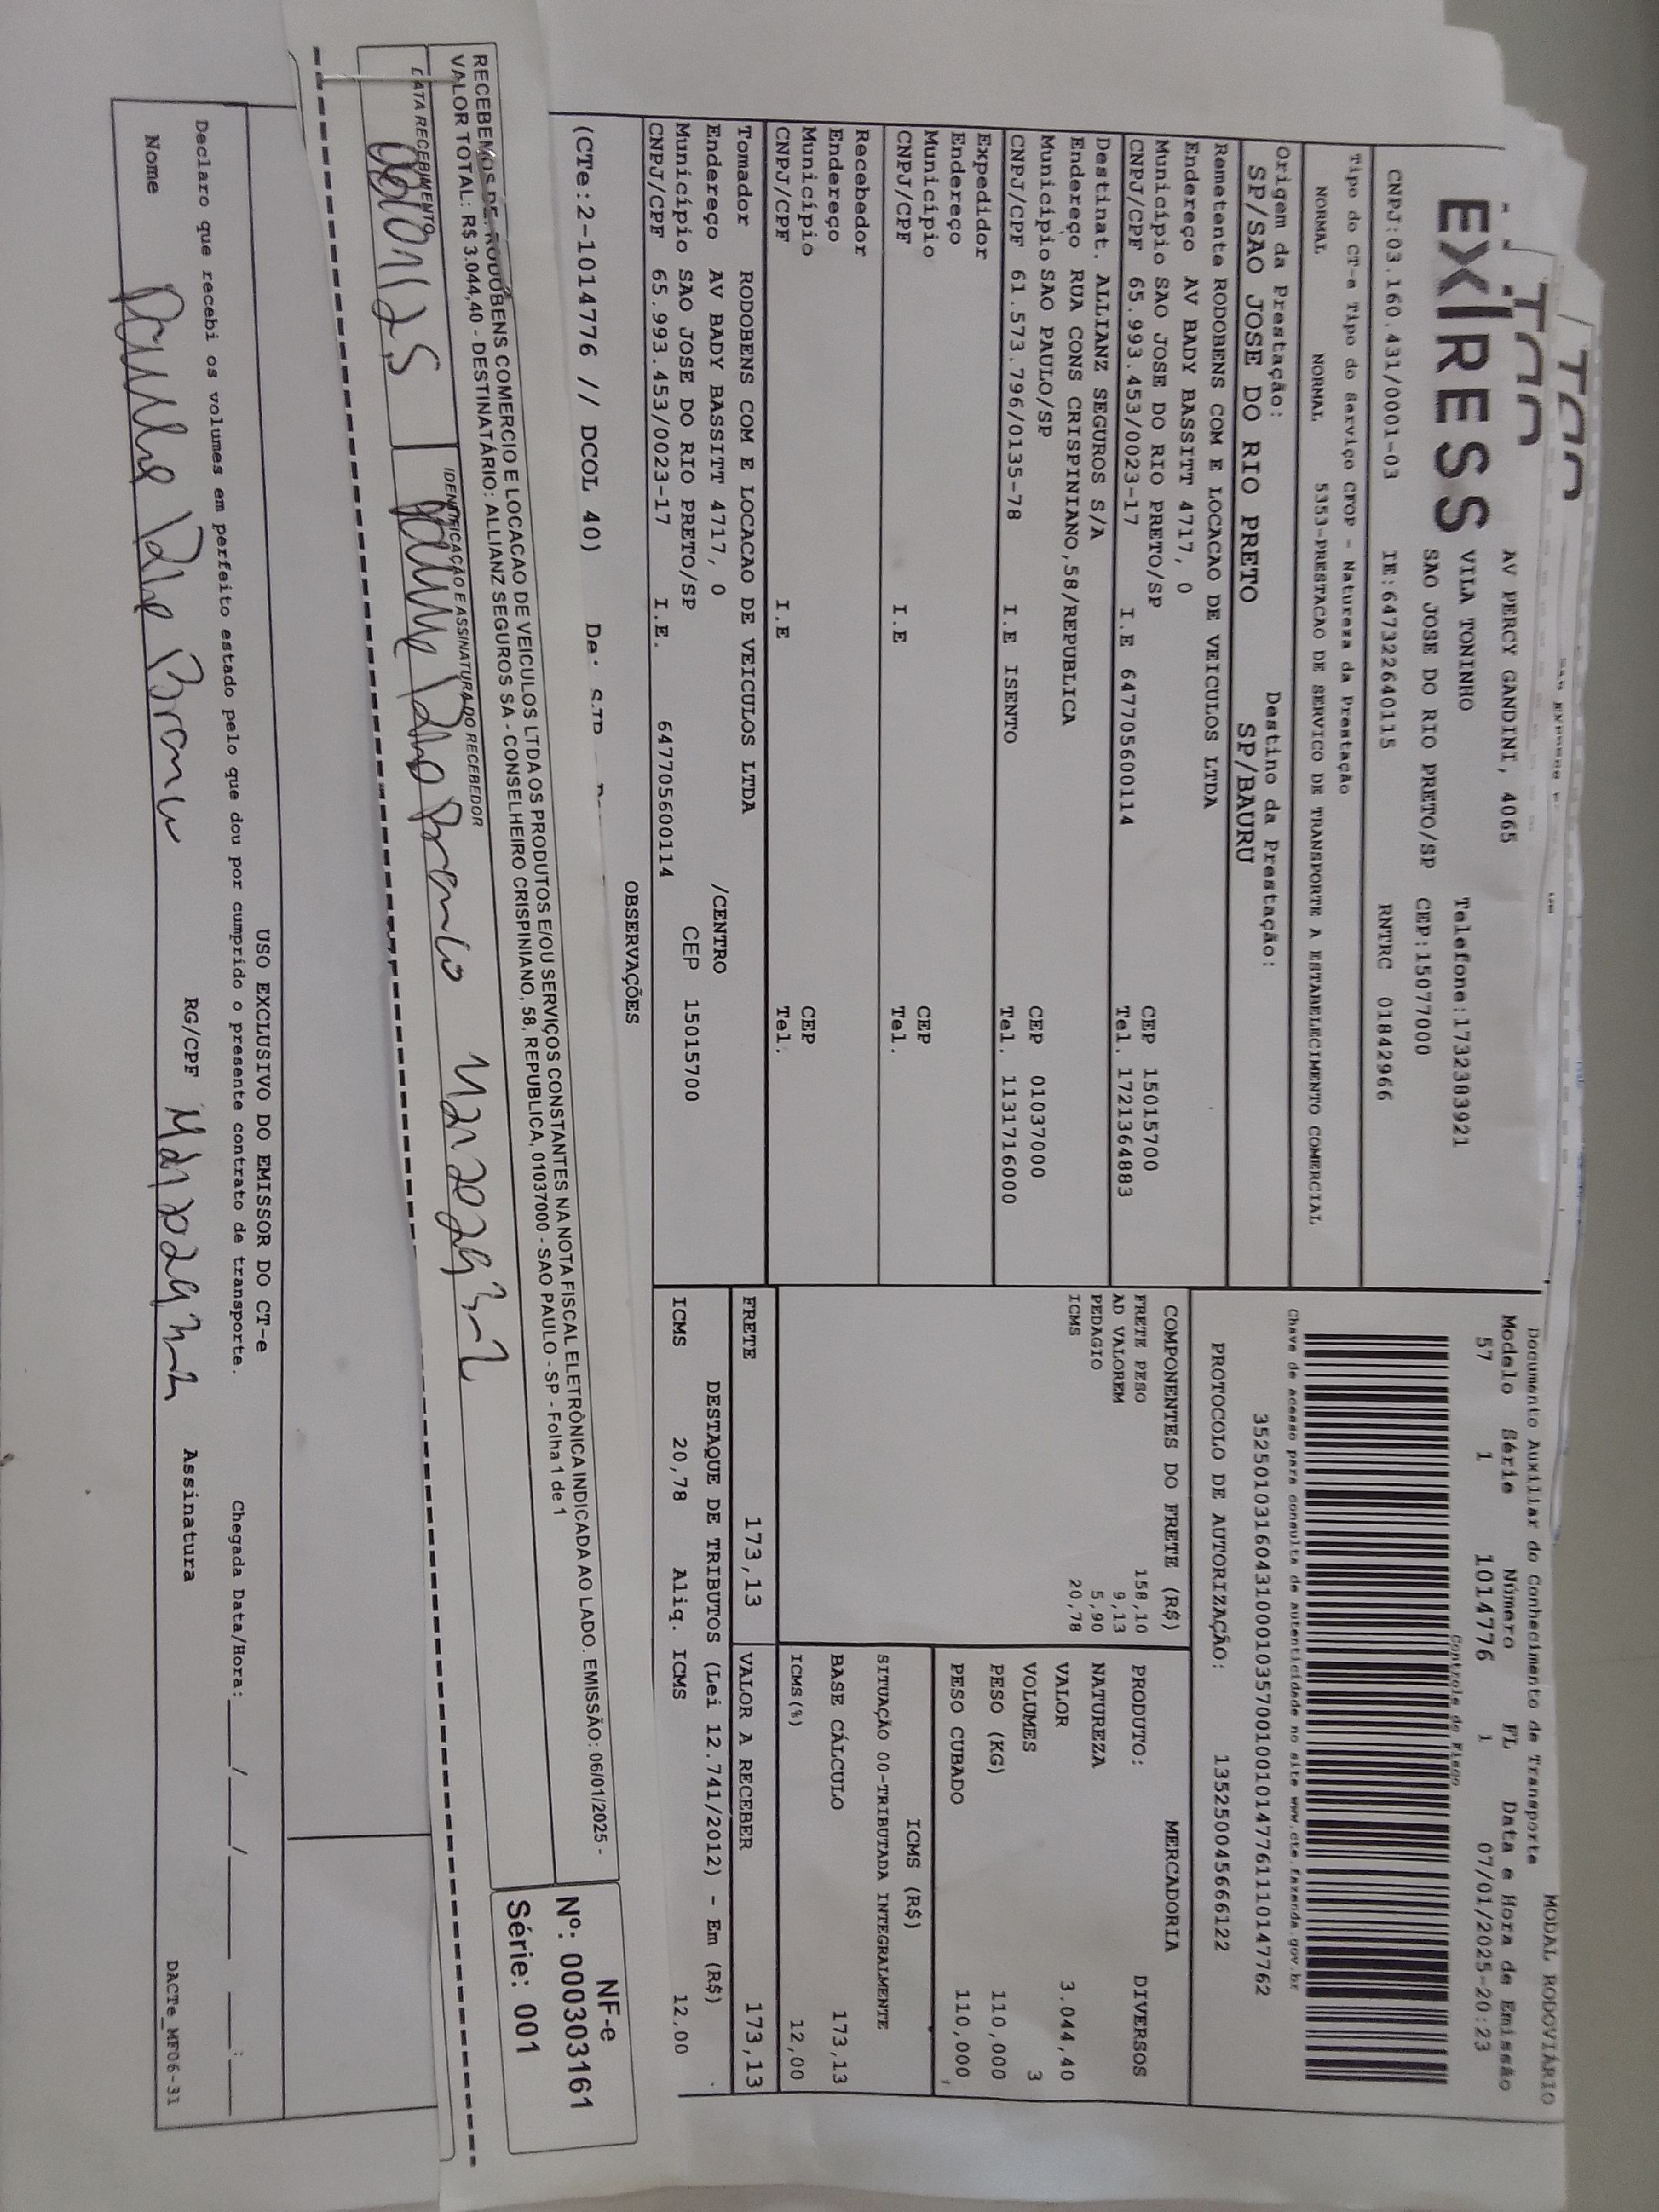 EXPRESS
AV PERCY GANDINI, 4065
VILA TONINHO
Telefone:1732383921
SAO JOSE DO RIO PRETO/SP CEP:15077000
CNPJ:03.160.431/0001-03 IE:647322640115 RNTRC 01842966
Tipo do CT-e Tipo do Serviço CFOP - Natureza da Prestação
NORMAL NORMAL 5353-PRESTACAO DE SERVICO DE TRANSPORTE A ESTABELECIMENTO COMERCIAL
Origem da Prestação: Destino da Prestação:
SP/SAO JOSE DO RIO PRETO SP/BAURU
MODAL RODOVIÁRIO
Documento Auxiliar do Conhecimento de Transporte
Modelo Série Número FL Data e Hora de Emissão
57 1 1014776 1 07/01/2025-20:23
Controle do Fisco
Chave de acesso para consulta de autenticidade no site www.cte.fazenda.gov.br
35250103160431000103570010010147761110147762
PROTOCOLO DE AUTORIZAÇÃO: 135250045666122
Remetente RODOBENS COM E LOCACAO DE VEICULOS LTDA
Endereço AV BADY BASSITT 4717, 0
Município SAO JOSE DO RIO PRETO/SP CEP 15015700
CNPJ/CPF 65.993.453/0023-17 I.E 647705600114 Tel. 1721364883
Destinat. ALLIANZ SEGUROS S/A
Endereço RUA CONS CRISPINIANO,58/REPUBLICA
Município SAO PAULO/SP CEP 01037000
CNPJ/CPF 61.573.796/0135-78 I.E ISENTO Tel. 1131716000
Expedidor
Endereço
Município CEP
CNPJ/CPF I.E Tel.
Recebedor
Endereço
Município CEP
CNPJ/CPF I.E Tel.
Tomador RODOBENS COM E LOCACAO DE VEICULOS LTDA
Endereço AV BADY BASSITT 4717, 0 /CENTRO
Município SAO JOSE DO RIO PRETO/SP CEP 15015700
CNPJ/CPF 65.993.453/0023-17 I.E. 647705600114
COMPONENTES DO FRETE (R$)
FRETE PESO 158,10
AD VALOREM 9,13
PEDAGIO 5,90
ICMS 20,78
MERCADORIA
PRODUTO: DIVERSOS
NATUREZA
VALOR 3.044,40
VOLUMES 3
PESO (KG) 110,000
PESO CUBADO 110,000
ICMS (R$)
SITUAÇÃO 00-TRIBUTADA INTEGRALMENTE
BASE CÁLCULO 173,13
ICMS(%) 12,00
FRETE 173,13 VALOR A RECEBER 173,13
DESTAQUE DE TRIBUTOS (Lei 12.741/2012) - Em (R$)
ICMS 20,78 Aliq. ICMS 12,00
OBSERVAÇÕES
(CTe:2-1014776 // DCOL 40) De:
RECEBEMOS DE RODOBENS COMERCIO E LOCACAO DE VEICULOS LTDA OS PRODUTOS E/OU SERVIÇOS CONSTANTES NA NOTA FISCAL ELETRÔNICA INDICADA AO LADO. EMISSÃO: 06/01/2025 -
VALOR TOTAL: R$ 3.044,40 - DESTINATÁRIO: ALLIANZ SEGUROS SA - CONSELHEIRO CRISPINIANO, 58, REPUBLICA, 01037000 - SAO PAULO - SP - Folha 1 de 1
DATA RECEBIMENTO IDENTIFICAÇÃO E ASSINATURA DO RECEBEDOR
NF-e
Nº: 000303161
Série: 001
USO EXCLUSIVO DO EMISSOR DO CT-e
Declaro que recebi os volumes em perfeito estado pelo que dou por cumprido o presente contrato de transporte. Chegada Data/Hora:____/____/______ ____:____
Nome RG/CPF Assinatura
DACTe_MF06-31